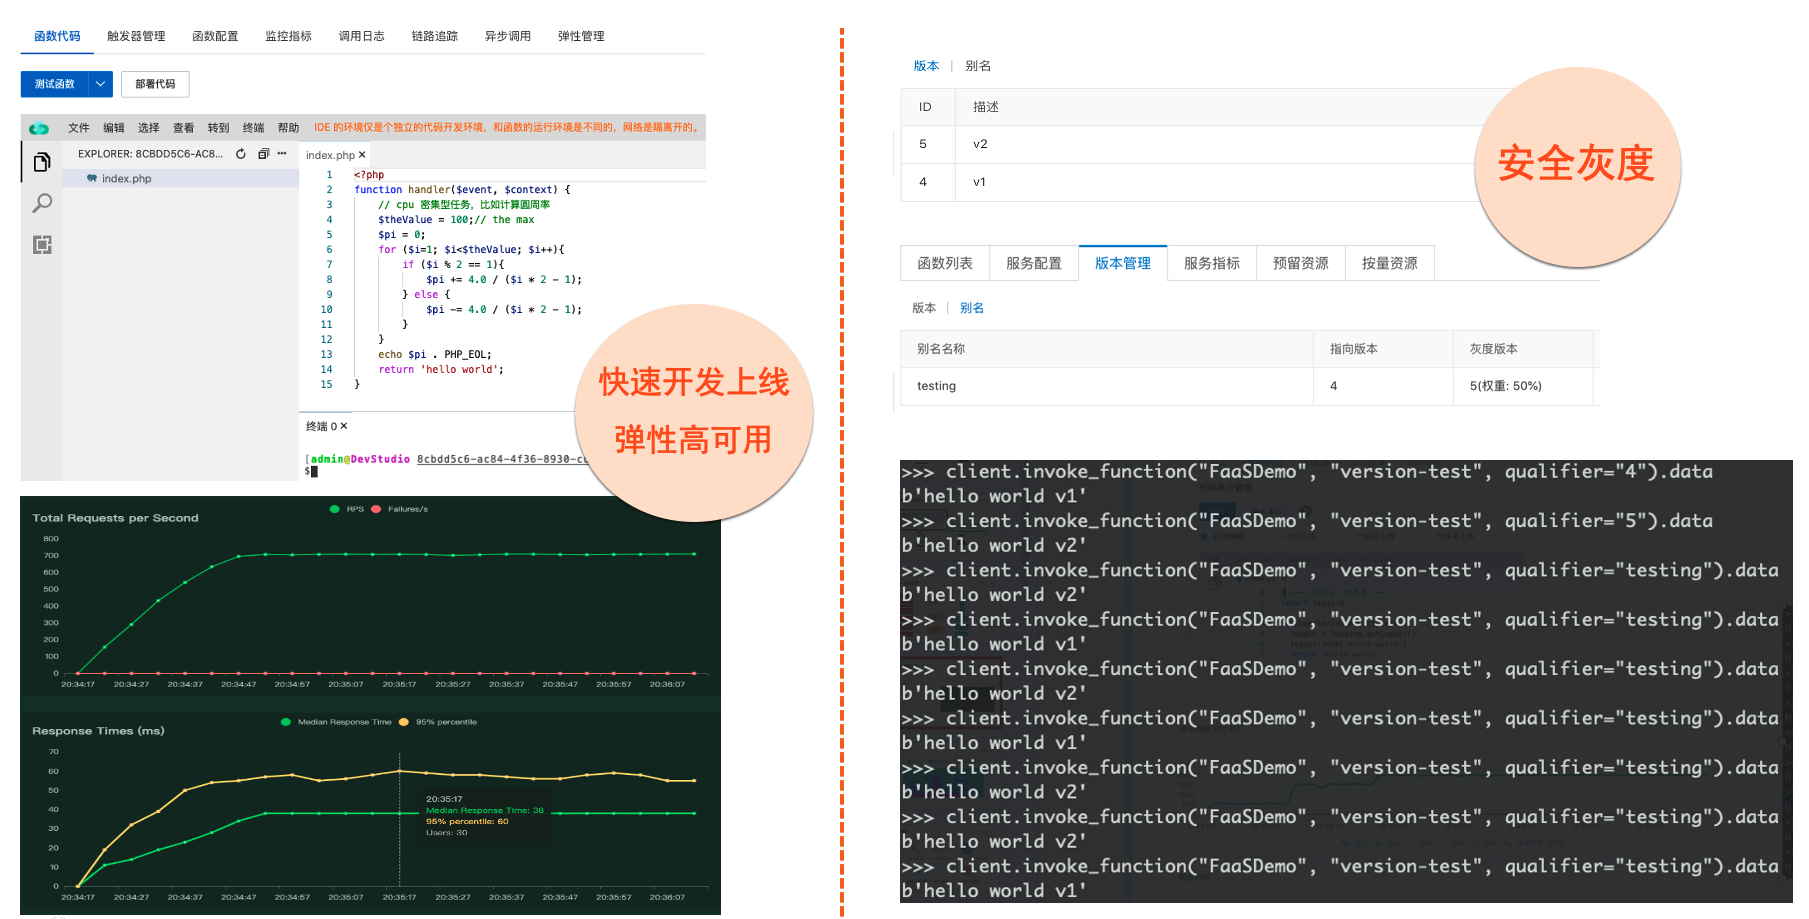 函数代码 触发器管理 函数配置 监控指标 调用日志 链路追踪 异步调用 弹性管理
测试函数 部署代码
文件 编辑 选择 查看 转到 终端 帮助 IDE 的环境仅是个独立的代码开发环境，和函数的运行环境是不同的，网络是隔离开的。
EXPLORER: 8CBDD5C6-AC8... index.php ×
index.php
1 <?php
2 function handler($event, $context) {
3 // cpu 密集型任务，比如计算圆周率
4 $theValue = 100;// the max
5 $pi = 0;
6 for ($i=1; $i<$theValue; $i++){
7 if ($i % 2 == 1){
8 $pi += 4.0 / ($i * 2 - 1);
9 } else {
10 $pi -= 4.0 / ($i * 2 - 1);
11 }
12 }
13 echo $pi . PHP_EOL;
14 return 'hello world';
15 }
终端 0 ×
[admin@DevStudio 8cbdd5c6-ac84-4f36-8930-c
$
快速开发上线
弹性高可用
Total Requests per Second
RPS Failures/s
800
700
600
500
400
300
200
100
0
20:34:17 20:34:27 20:34:37 20:34:47 20:34:57 20:35:07 20:35:17 20:35:27 20:35:37 20:35:47 20:35:57 20:36:07
Response Times (ms)
Median Response Time 95% percentile
70
60
50
40
30
20
10
0
20:35:17
Median Response Time: 38
95% percentile: 60
Users: 30
20:34:17 20:34:27 20:34:37 20:34:47 20:34:57 20:35:07 20:35:17 20:35:27 20:35:37 20:35:47 20:35:57 20:36:07
版本 | 别名
ID 描述
5 v2
4 v1
安全灰度
函数列表 服务配置 版本管理 服务指标 预留资源 按量资源
版本 | 别名
别名名称 指向版本 灰度版本
testing 4 5(权重: 50%)
>>> client.invoke_function("FaaSDemo", "version-test", qualifier="4").data
b'hello world v1'
>>> client.invoke_function("FaaSDemo", "version-test", qualifier="5").data
b'hello world v2'
>>> client.invoke_function("FaaSDemo", "version-test", qualifier="testing").data
b'hello world v2'
>>> client.invoke_function("FaaSDemo", "version-test", qualifier="testing").data
b'hello world v1'
>>> client.invoke_function("FaaSDemo", "version-test", qualifier="testing").data
b'hello world v2'
>>> client.invoke_function("FaaSDemo", "version-test", qualifier="testing").data
b'hello world v1'
>>> client.invoke_function("FaaSDemo", "version-test", qualifier="testing").data
b'hello world v2'
>>> client.invoke_function("FaaSDemo", "version-test", qualifier="testing").data
b'hello world v2'
>>> client.invoke_function("FaaSDemo", "version-test", qualifier="testing").data
b'hello world v1'